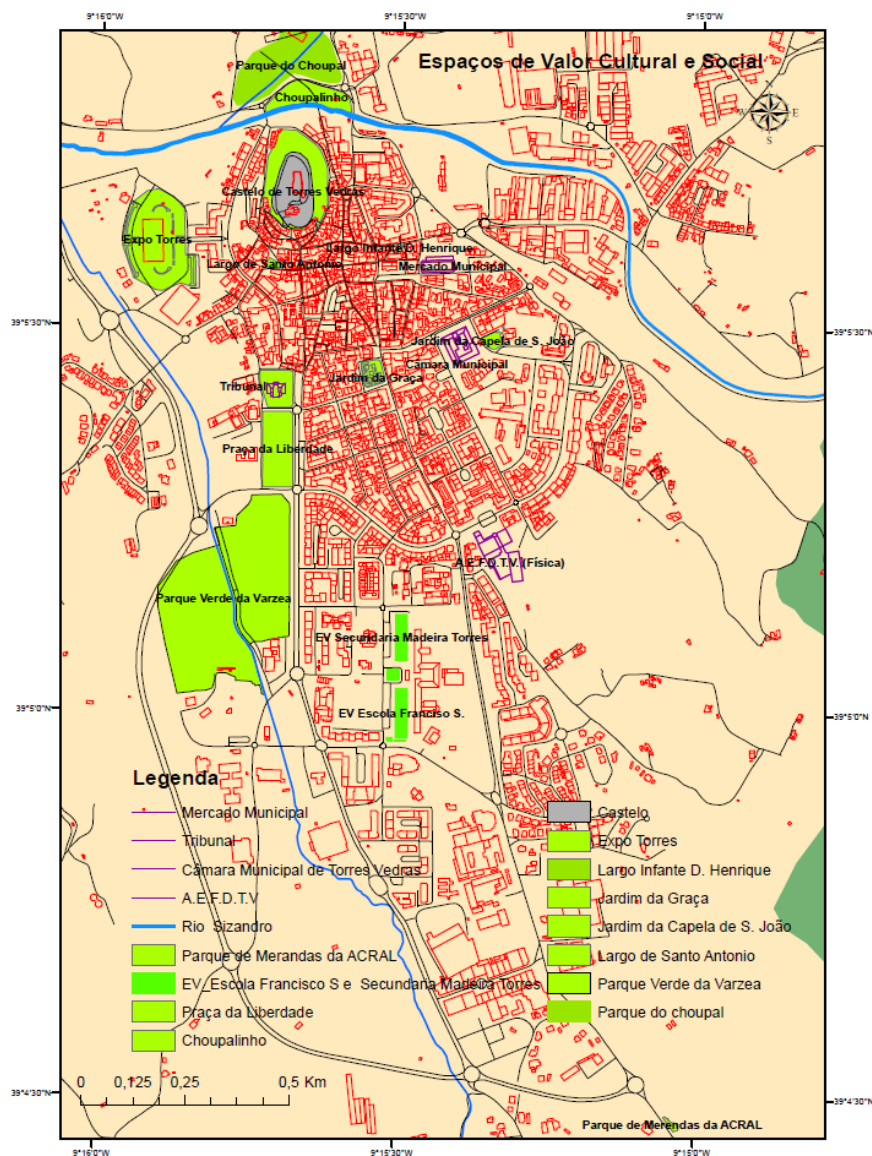 9°16'0"W 9°15'30"W 9°15'0"W
Espaços de Valor Cultural e Social
Parque do Choupal
Choupalinho
N
W E
S
Castelo de Torres Vedras
Expo Torres
Largo Infante D. Henrique
Largo de Santo Antonio
Mercado Municipal
39°5'30"N 39°5'30"N
Jardim da Capela de S. João
Câmara Municipal
Jardim da Graça
Tribunal
Praça da Liberdade
A.E.F.D.T.V. (Física)
Parque Verde da Varzea
EV Secundaria Madeira Torres
39°5'0"N 39°5'0"N
EV Escola Franciso S.
Legenda
Mercado Municipal
Tribunal
Câmara Municipal de Torres Vedras
A.E.F.D.T.V
Rio Sizandro
Parque de Merandas da ACRAL
EV_Escola Francisco S e Secundaria Madeira Torres
Praça da Liberdade
Choupalinho
Castelo
Expo Torres
Largo Infante D. Henrique
Jardim da Graça
Jardim da Capela de S. João
Largo de Santo Antonio
Parque Verde da Varzea
Parque do choupal
0 0,125 0,25 0,5 Km
39°4'30"N 39°4'30"N
Parque de Merendas da ACRAL
9°16'0"W 9°15'30"W 9°15'0"W